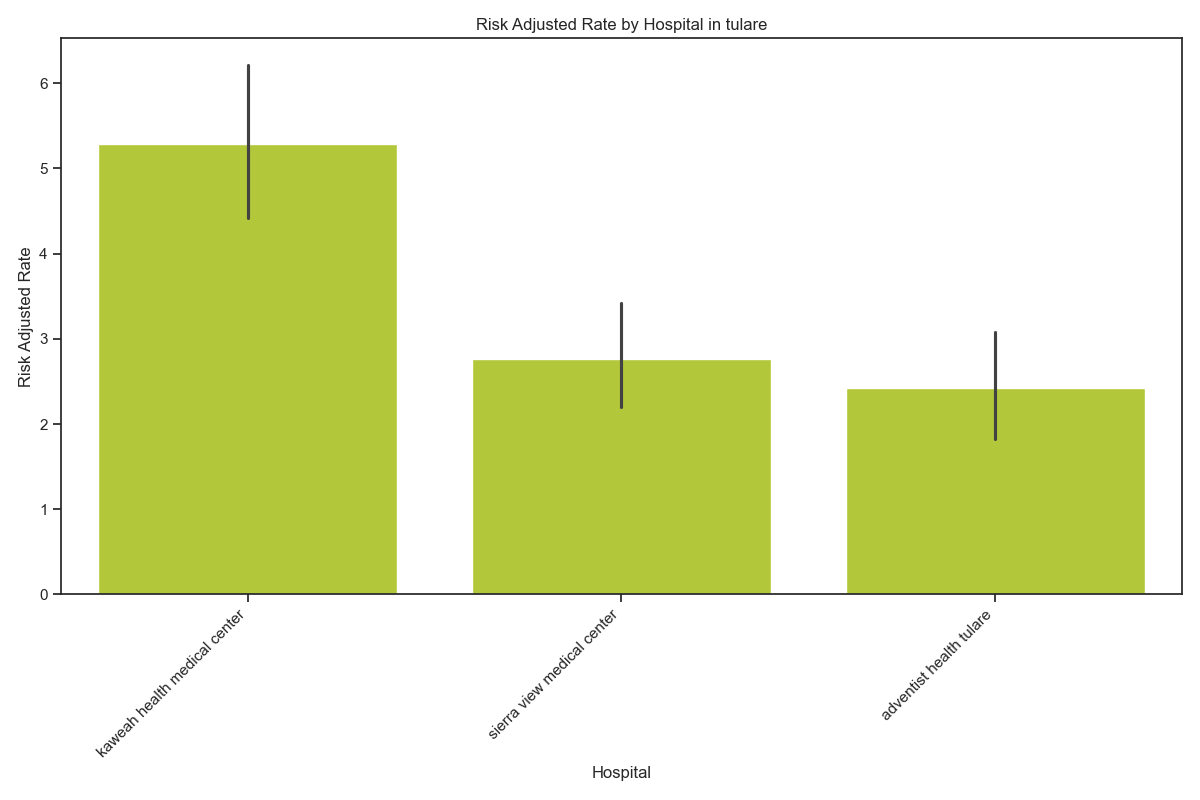 Risk Adjusted Rate by Hospital in tulare
Risk Adjusted Rate
6
5
4
3
2
1
0
kaweah health medical center
sierra view medical center
adventist health tulare
Hospital